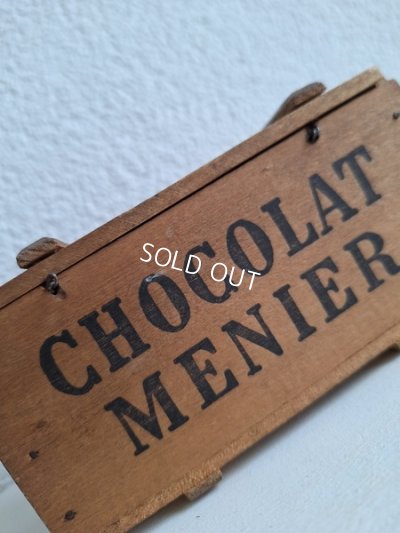 CHOCOLAT
MENIER
SOLD OUT